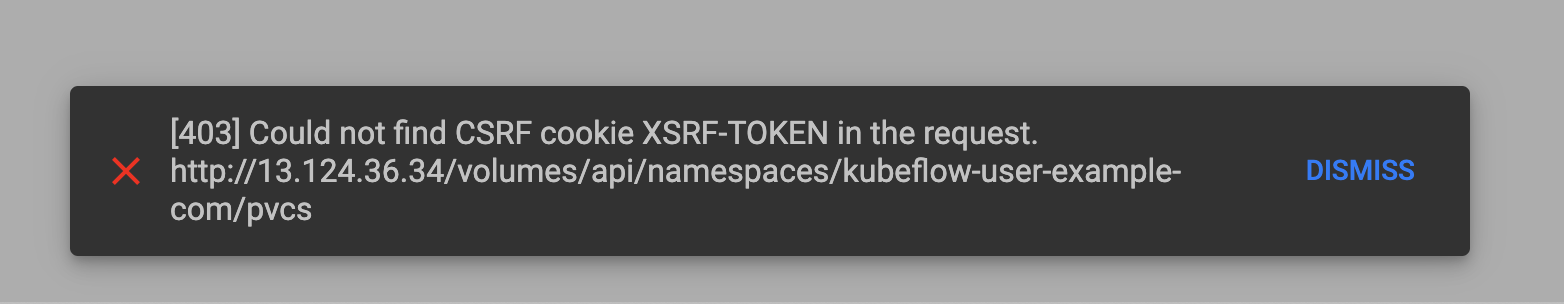 [403] Could not find CSRF cookie XSRF-TOKEN in the request.
http://13.124.36.34/volumes/api/namespaces/kubeflow-user-example-
com/pvcs
DISMISS